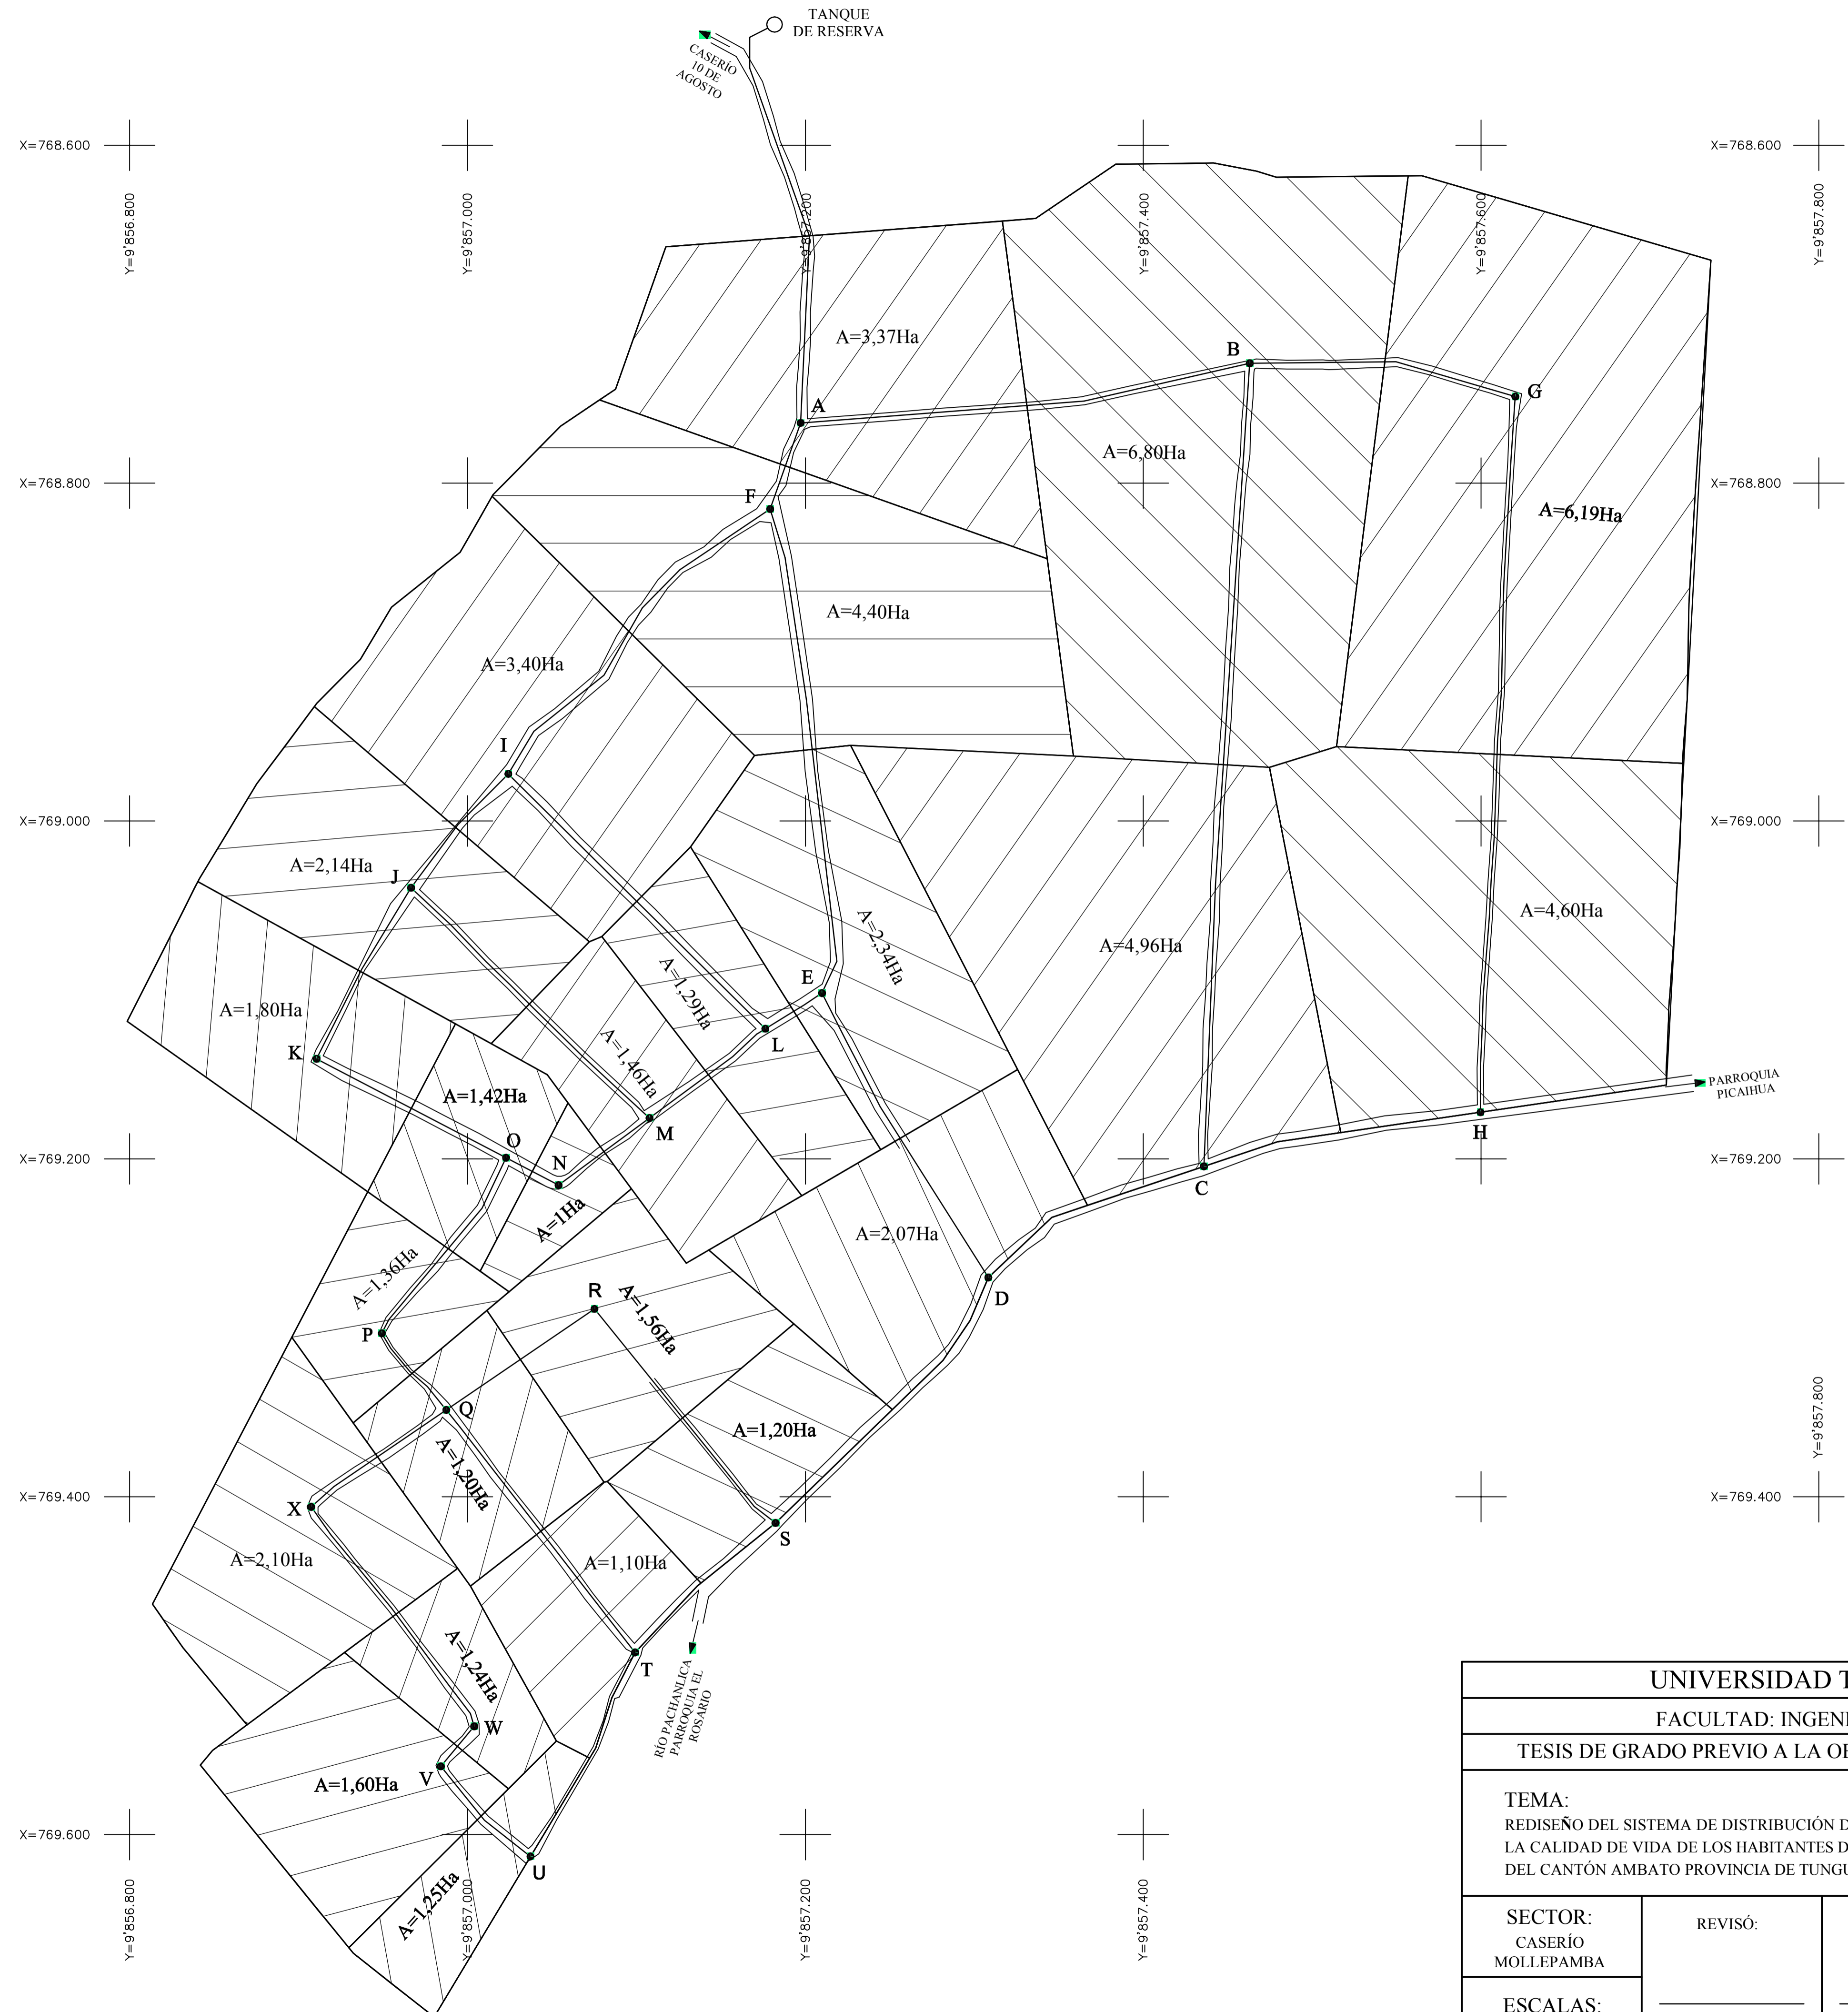 TANQUE
DE RESERVA
CASERÍO
10 DE
AGOSTO
X=768.600
X=768.600
Y=9'856.800
Y=9'857.000
Y=9'857.200
Y=9'857.400
Y=9'857.600
Y=9'857.800
A=3,37Ha
B
G
A
A=6,80Ha
X=768.800
F
X=768.800
A=6,19Ha
A=4,40Ha
A=3,40Ha
I
X=769.000
X=769.000
A=2,14Ha
J
A=4,60Ha
A=2,34Ha
A=4,96Ha
E
A=1,29Ha
A=1,80Ha
L
K
A=1,46Ha
A=1,42Ha
PARROQUIA
PICAIHUA
M
H
O
N
X=769.200
X=769.200
C
A=1Ha
A=2,07Ha
A=1,36Ha
D
R
A=1,56Ha
P
Q
A=1,20Ha
Y=9'857.800
A=1,20Ha
X=769.400
X=769.400
X
S
A=2,10Ha
A=1,10Ha
T
A=1,24Ha
RÍO PACHANLICA
PARROQUIA EL
ROSARIO
W
V
A=1,60Ha
X=769.600
U
A=1,25Ha
Y=9'856.800
Y=9'857.000
Y=9'857.200
Y=9'857.400
UNIVERSIDAD T
FACULTAD: INGENI
TESIS DE GRADO PREVIO A LA OB
TEMA:
REDISEÑO DEL SISTEMA DE DISTRIBUCIÓN D
LA CALIDAD DE VIDA DE LOS HABITANTES D
DEL CANTÓN AMBATO PROVINCIA DE TUNGU
SECTOR:
CASERÍO
MOLLEPAMBA
REVISÓ:
ESCALAS: